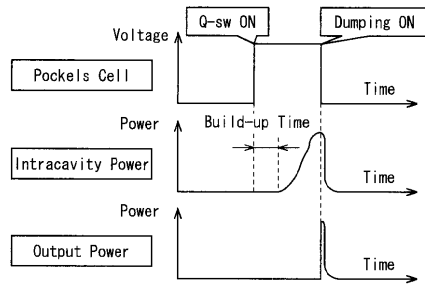 Q-sw ON
Dumping ON
Voltage
Pockels Cell
Time
Power
Build-up Time
Intracavity Power
Time
Power
Output Power
Time